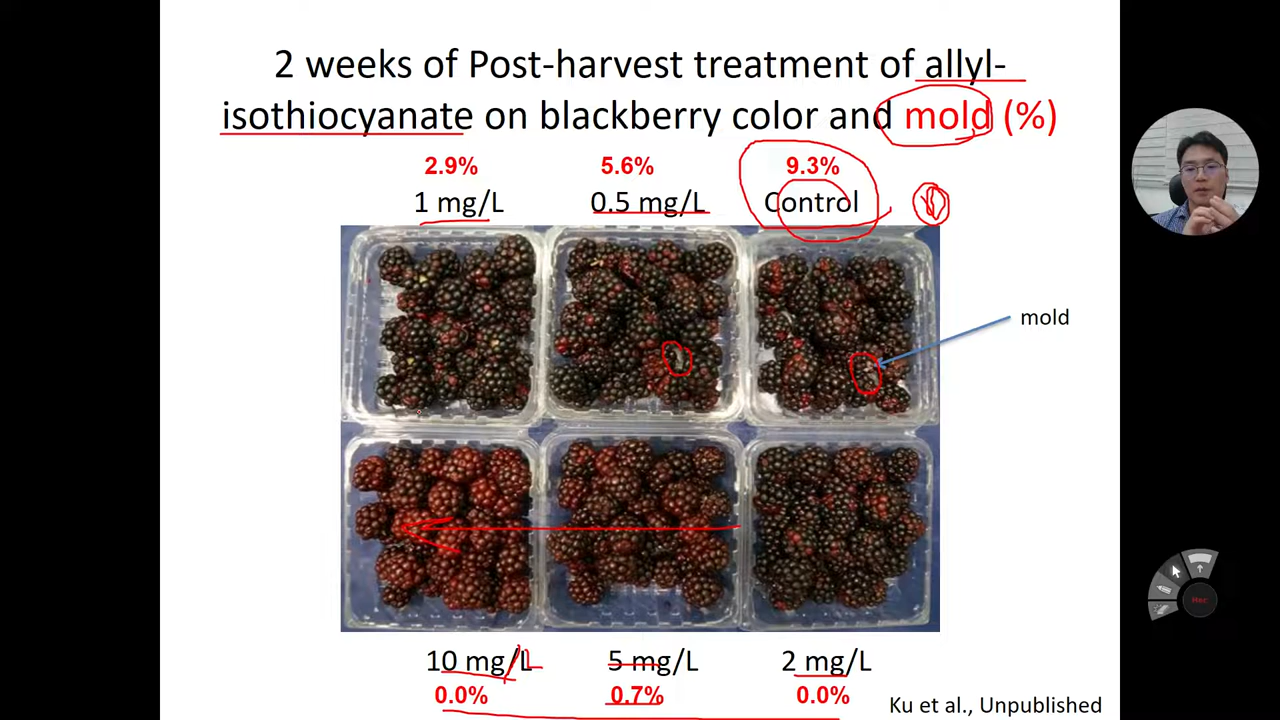 2 weeks of Post-harvest treatment of allyl-
isothiocyanate on blackberry color and mold (%)
2.9% 5.6% 9.3%
1 mg/L 0.5 mg/L Control
mold
10 mg/L 5 mg/L 2 mg/L
0.0% 0.7% 0.0%
Ku et al., Unpublished
Rec